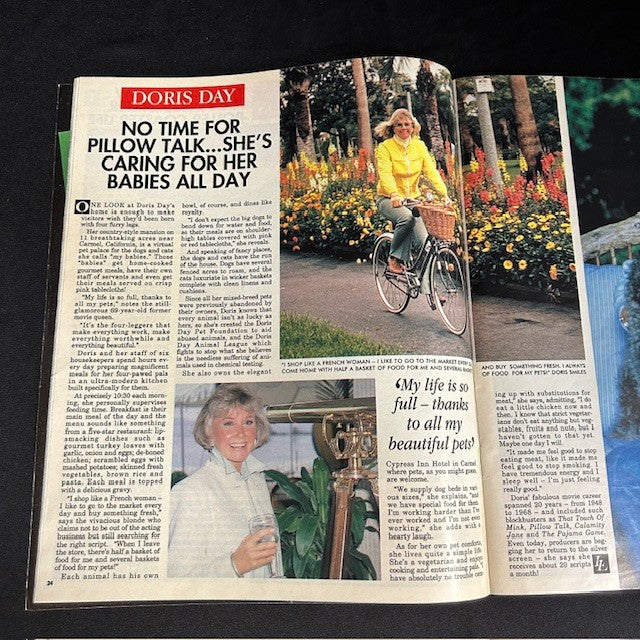 DORIS DAY
NO TIME FOR
PILLOW TALK...SHE'S
CARING FOR HER
BABIES ALL DAY
ONE LOOK at Doris Day's
home is enough to make
visitors wish they'd been born
with four furry legs.
Her country-style mansion on
11 breathtaking acres near
Carmel, California, is a virtual
pet palace for the dogs and cats
she calls "my babies." These
"babies" get home-cooked
gourmet meals, have their own
staff of servants and even get
their meals served on crisp
pink tablecloths!
"My life is so full, thanks to
all my pets," notes the still-
glamorous 69-year-old former
movie queen.
"It's the four-leggers that
make everything work, make
everything worthwhile and
everything beautiful."
Doris and her staff of six
housekeepers spend hours ev-
ery day preparing magnificent
meals for her four-pawed pals
in an ultra-modern kitchen
built specifically for them.
At precisely 10:30 each morn-
ing, she personally supervises
feeding time. Breakfast is their
main meal of the day and the
menu sounds like something
from a five-star restaurant: lip-
smacking dishes such as
gourmet turkey loaves with
garlic, onion and eggs; de-boned
chicken; scrambled eggs with
mashed potatoes; skinned fresh
vegetables, brown rice and
pasta. Each meal is topped
with a delicious gravy.
"I shop like a French woman –
I like to go to the market every
day and buy something fresh,"
says the vivacious blonde who
claims not to be out of the acting
business but still searching for
the right script. "When I leave
the store, there's half a basket of
food for me and several baskets
of food for my pets!"
Each animal has his own
24
bowl, of course, and dines like
royalty.
"I don't expect the big dogs to
bend down for water and food,
so their meals are on shoulder-
high tables covered with pink
or red tablecloths," she reveals.
And speaking of fancy places,
the dogs and cats have the run
of the house. Dogs have several
fenced acres to roam, and the
cats luxuriate in wicker baskets
complete with clean linens and
cushions.
Since all her mixed-breed pets
were previously abandoned by
their owners, Doris knows that
every animal isn't as lucky as
hers, so she's created the Doris
Day Pet Foundation to aid
abused animals, and the Doris
Day Animal League which
fights to stop what she believes
is the needless suffering of ani-
mals used in chemical testing.
She also owns the elegant
"I SHOP LIKE A FRENCH WOMAN – I LIKE TO GO TO THE MARKET EVERY
COME HOME WITH HALF A BASKET OF FOOD FOR ME AND SEVERAL
AND BUY SOMETHING FRESH. I ALWAYS
OF FOOD FOR MY PETS!" DORIS SMILES
'My life is so
full – thanks
to all my
beautiful pets'
Cypress Inn Hotel in Carmel
where pets, as you might guess,
are welcome.
"We supply dog beds in vari-
ous sizes," she explains, "and
we have special food for them.
I'm working harder than I've
ever worked and I'm not even
working," she adds with a
hearty laugh.
As for her own pet comforts,
she lives quite a simple life.
She's a vegetarian and enjoys
cooking and entertaining pals. "I
have absolutely no trouble com-
ing up with substitutions for
meat," she says, admitting, "I do
eat a little chicken now and
then. I know that strict vegetar-
ians don't eat anything but veg-
etables, fruits and nuts, but I
haven't gotten to that yet.
Maybe one day I will.
"It made me feel good to stop
eating meat, like it made me
feel good to stop smoking. I
have tremendous energy and I
sleep well – I'm just feeling
really good."
Doris' fabulous movie career
spanned 20 years – from 1948
to 1968 – and included such
blockbusters as That Touch Of
Mink, Pillow Talk, Calamity
Jane and The Pajama Game.
Even today, producers are beg-
ging her to return to the silver
screen – she says she
receives about 20 scripts
a month!